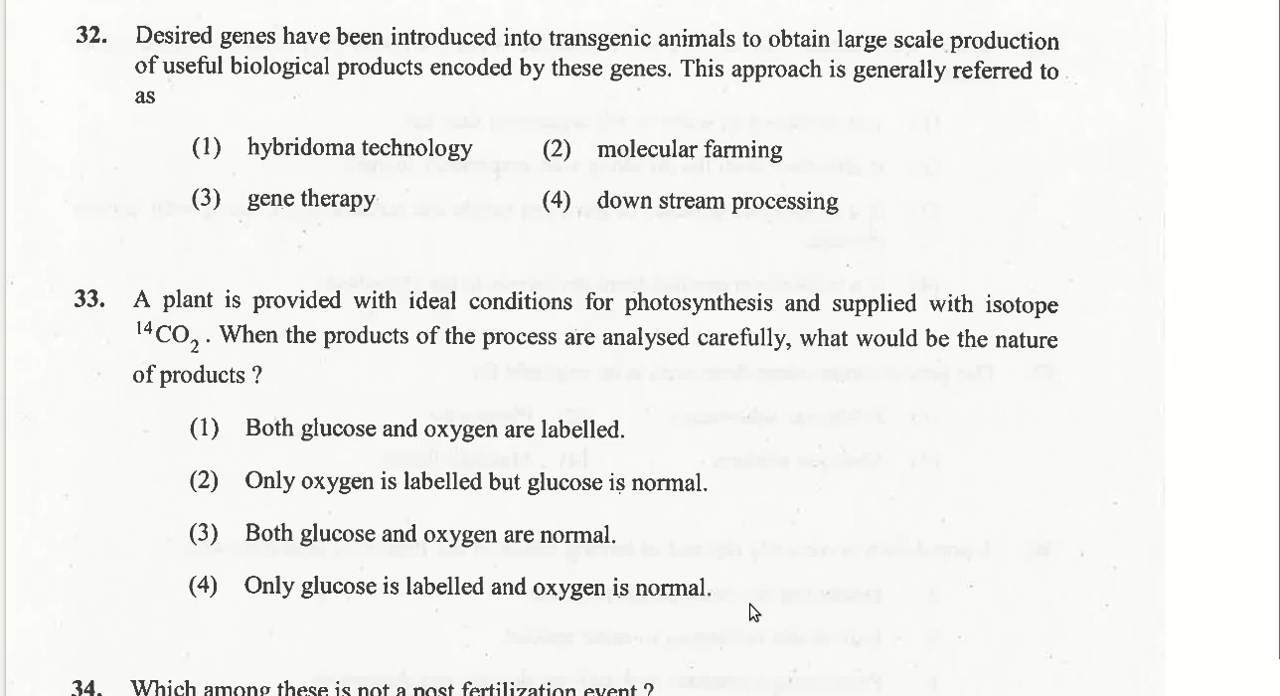 32. Desired genes have been introduced into transgenic animals to obtain large scale production
of useful biological products encoded by these genes. This approach is generally referred to
as
(1) hybridoma technology (2) molecular farming
(3) gene therapy (4) down stream processing
33. A plant is provided with ideal conditions for photosynthesis and supplied with isotope
¹⁴CO₂. When the products of the process are analysed carefully, what would be the nature
of products ?
(1) Both glucose and oxygen are labelled.
(2) Only oxygen is labelled but glucose is normal.
(3) Both glucose and oxygen are normal.
(4) Only glucose is labelled and oxygen is normal.
34. Which among these is not a post fertilization event ?